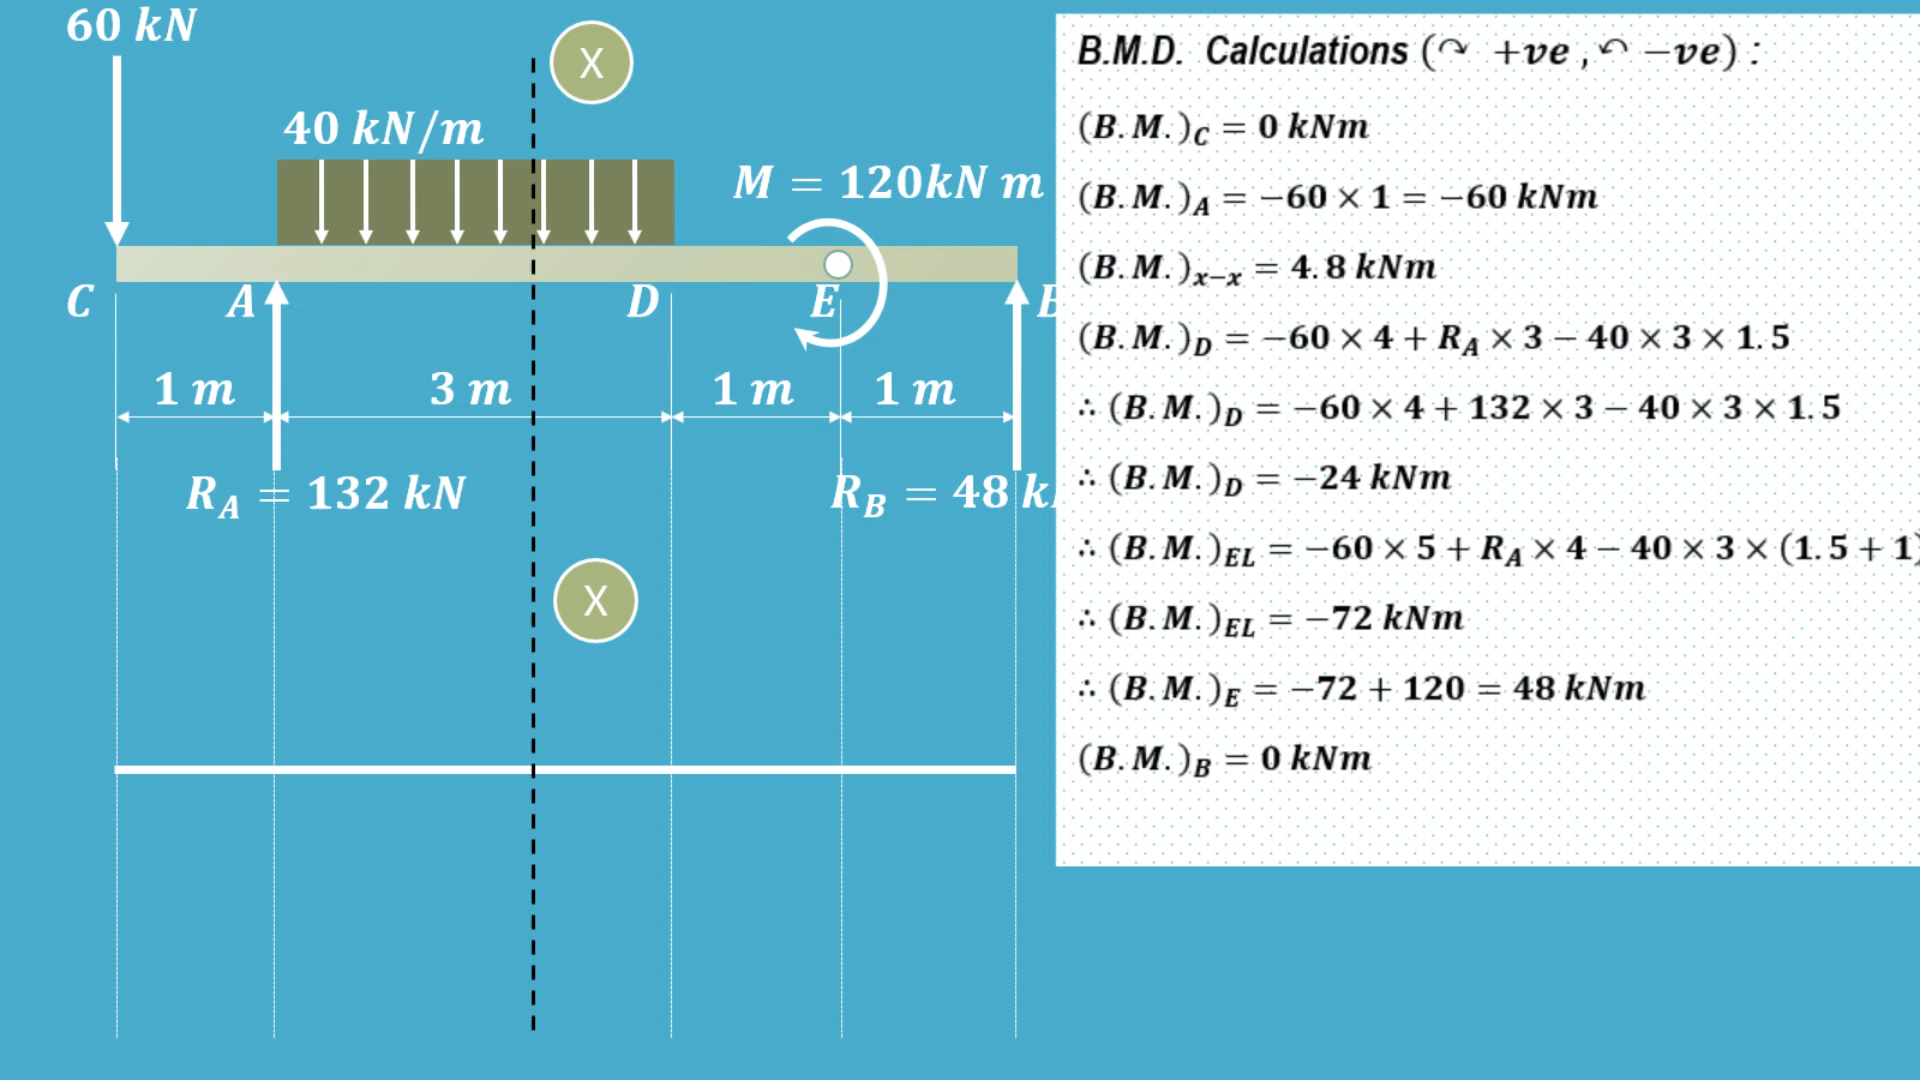 60 kN
X
40 kN/m
M = 120kN m
C A D E B
1 m 3 m 1 m 1 m
R_A = 132 kN
R_B = 48 k
X
B.M.D. Calculations (↷ +ve , ↶ −ve) :
(B.M.)_C = 0 kNm
(B.M.)_A = −60 × 1 = −60 kNm
(B.M.)_{x−x} = 4.8 kNm
(B.M.)_D = −60 × 4 + R_A × 3 − 40 × 3 × 1.5
∴ (B.M.)_D = −60 × 4 + 132 × 3 − 40 × 3 × 1.5
∴ (B.M.)_D = −24 kNm
∴ (B.M.)_{EL} = −60 × 5 + R_A × 4 − 40 × 3 × (1.5 + 1)
∴ (B.M.)_{EL} = −72 kNm
∴ (B.M.)_E = −72 + 120 = 48 kNm
(B.M.)_B = 0 kNm